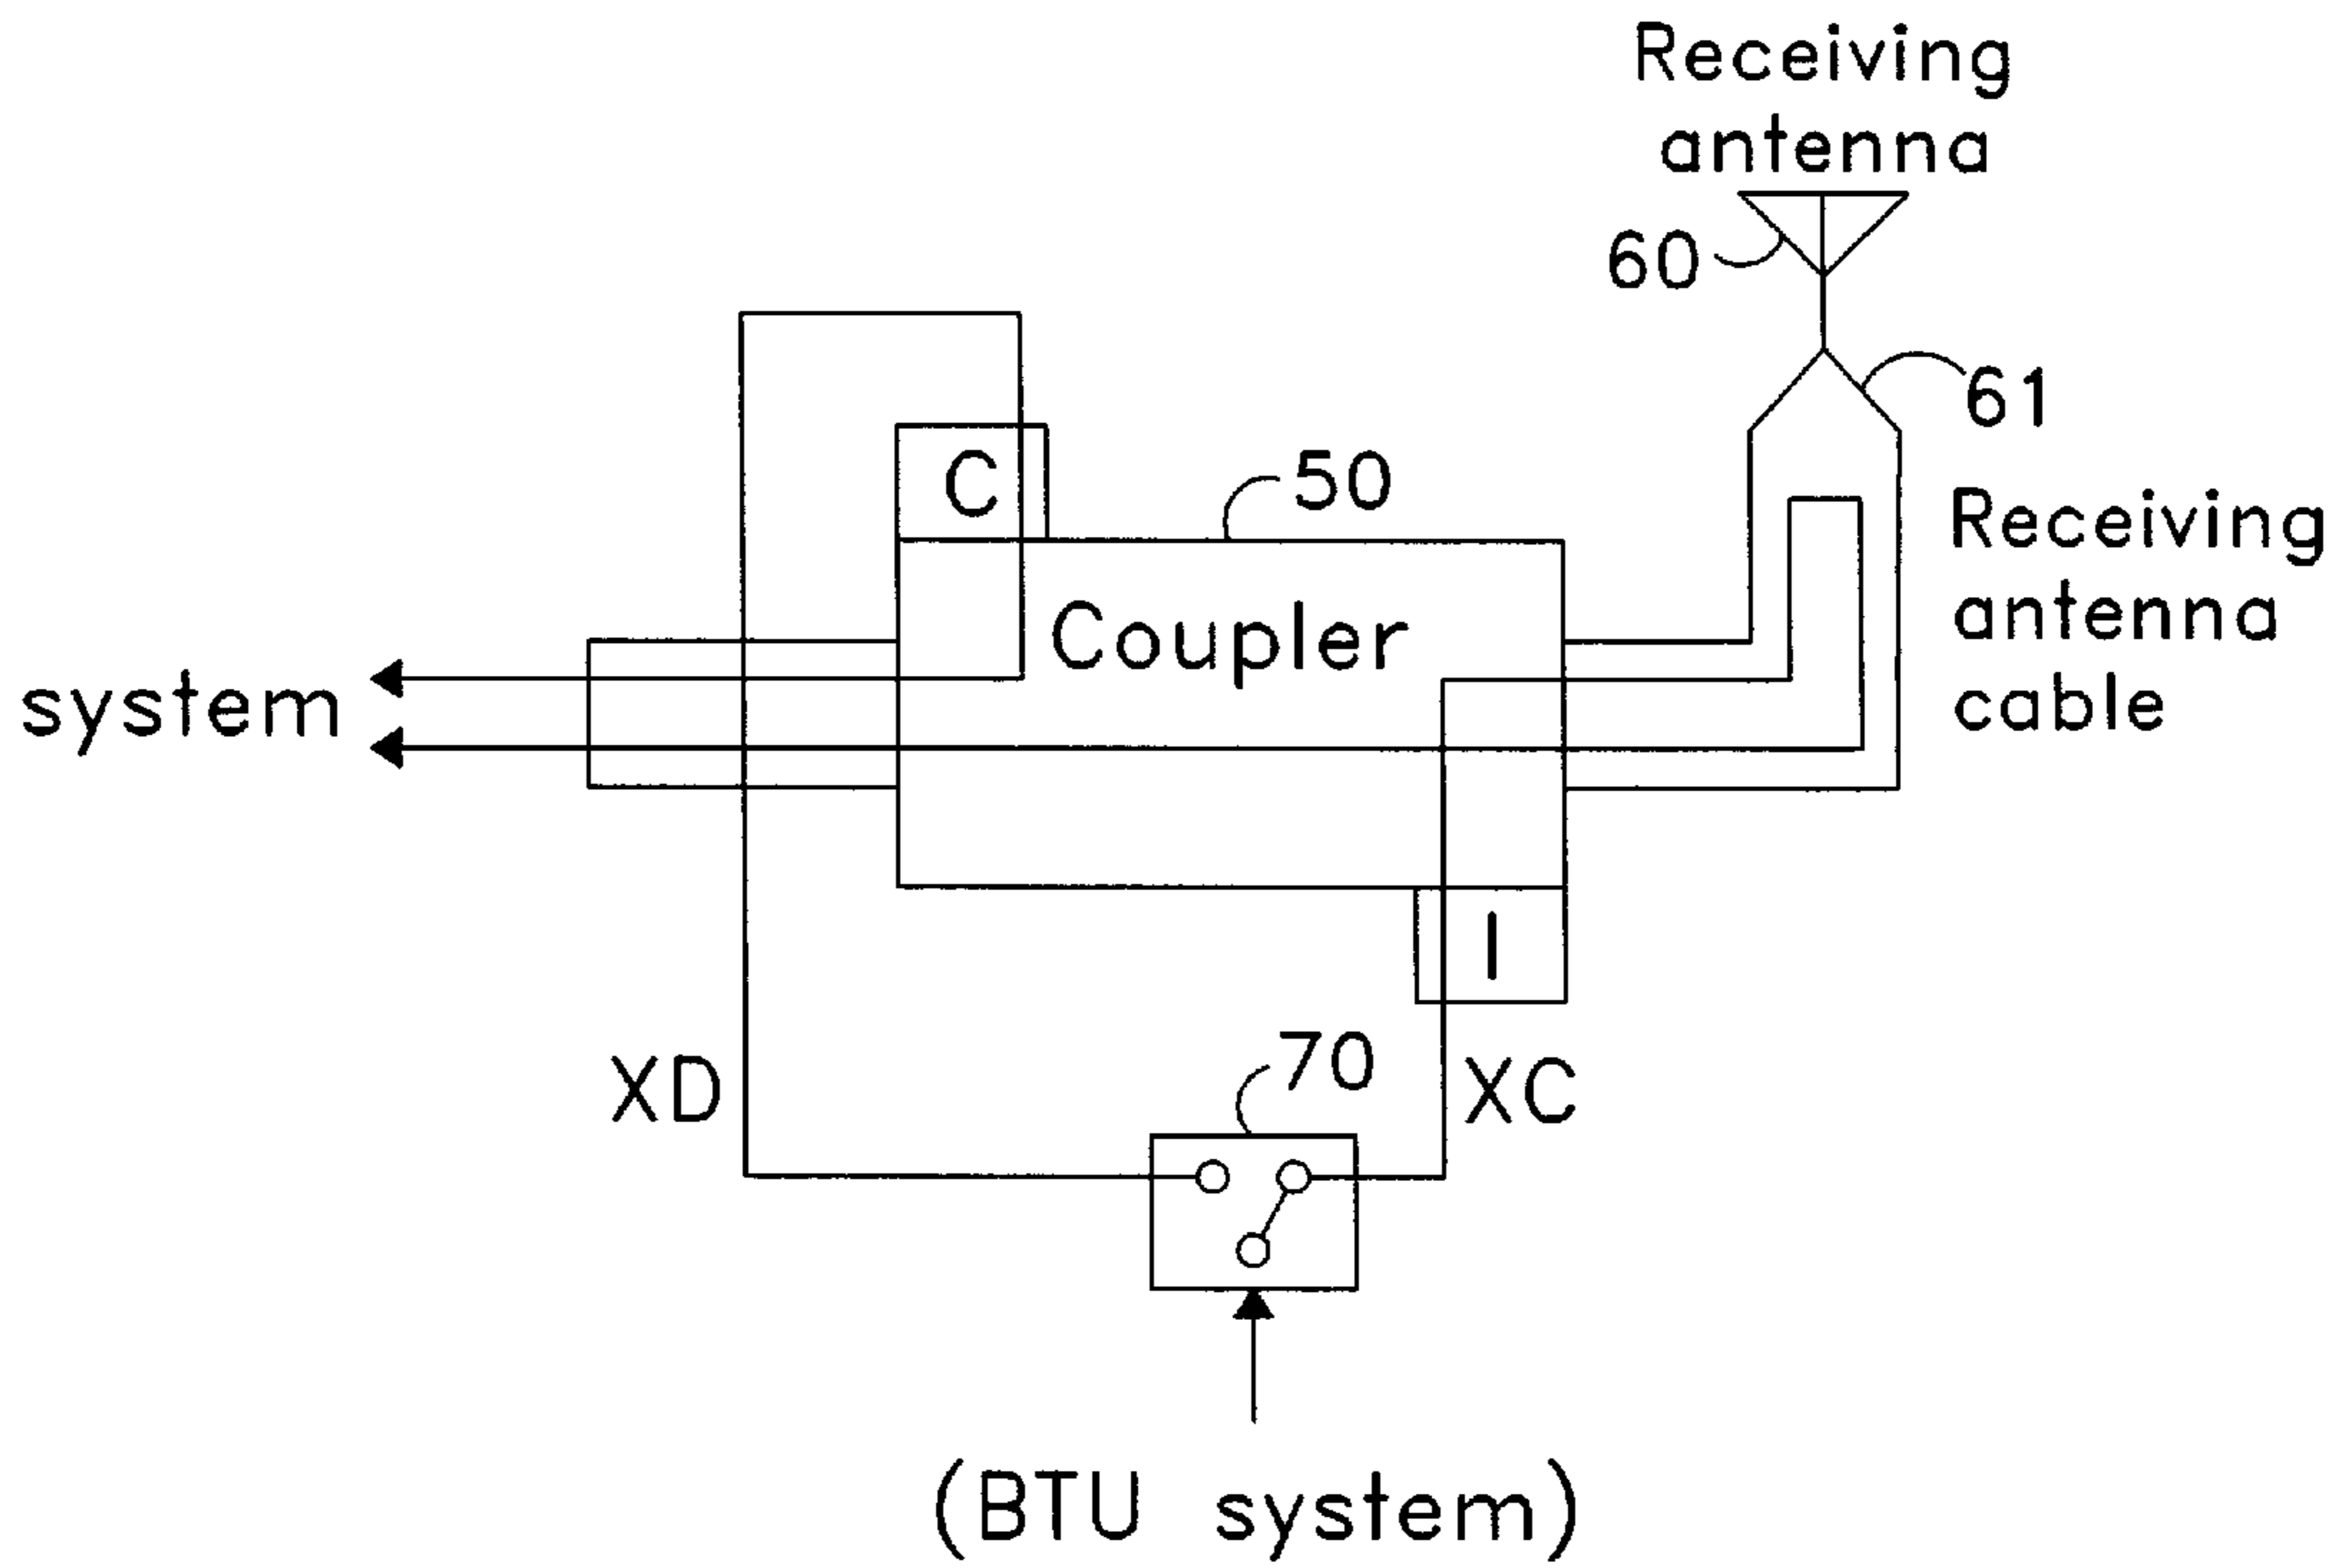 Receiving
antenna
60
61
C
50
Receiving
antenna
cable
Coupler
system
I
XD
70
XC
(BTU system)